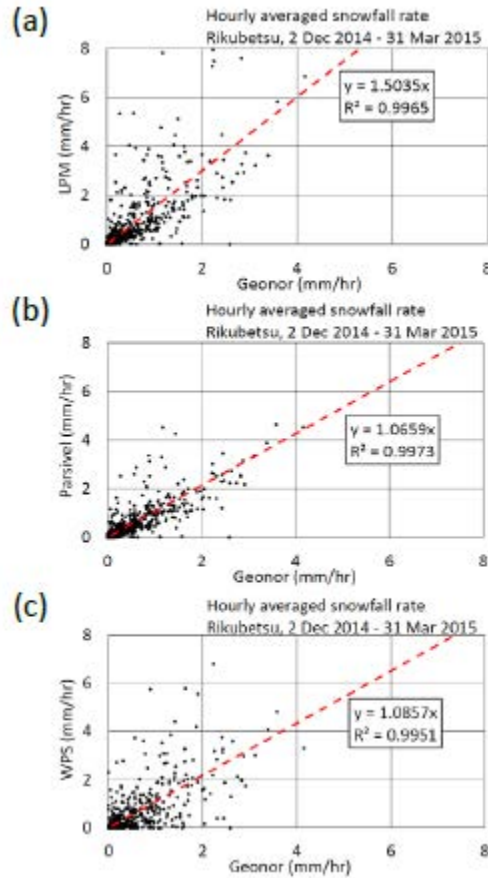 (a)
Hourly averaged snowfall rate
Rikubetsu, 2 Dec 2014 - 31 Mar 2015
8
6
4
2
0
LPM (mm/hr)
y = 1.5035x
R² = 0.9965
0 2 4 6 8
Geonor (mm/hr)
(b)
Hourly averaged snowfall rate
Rikubetsu, 2 Dec 2014 - 31 Mar 2015
8
6
4
2
0
Parsivel (mm/hr)
y = 1.0659x
R² = 0.9973
0 2 4 6 8
Geonor (mm/hr)
(c)
Hourly averaged snowfall rate
Rikubetsu, 2 Dec 2014 - 31 Mar 2015
8
6
4
2
0
WPS (mm/hr)
y = 1.0857x
R² = 0.9951
0 2 4 6 8
Geonor (mm/hr)